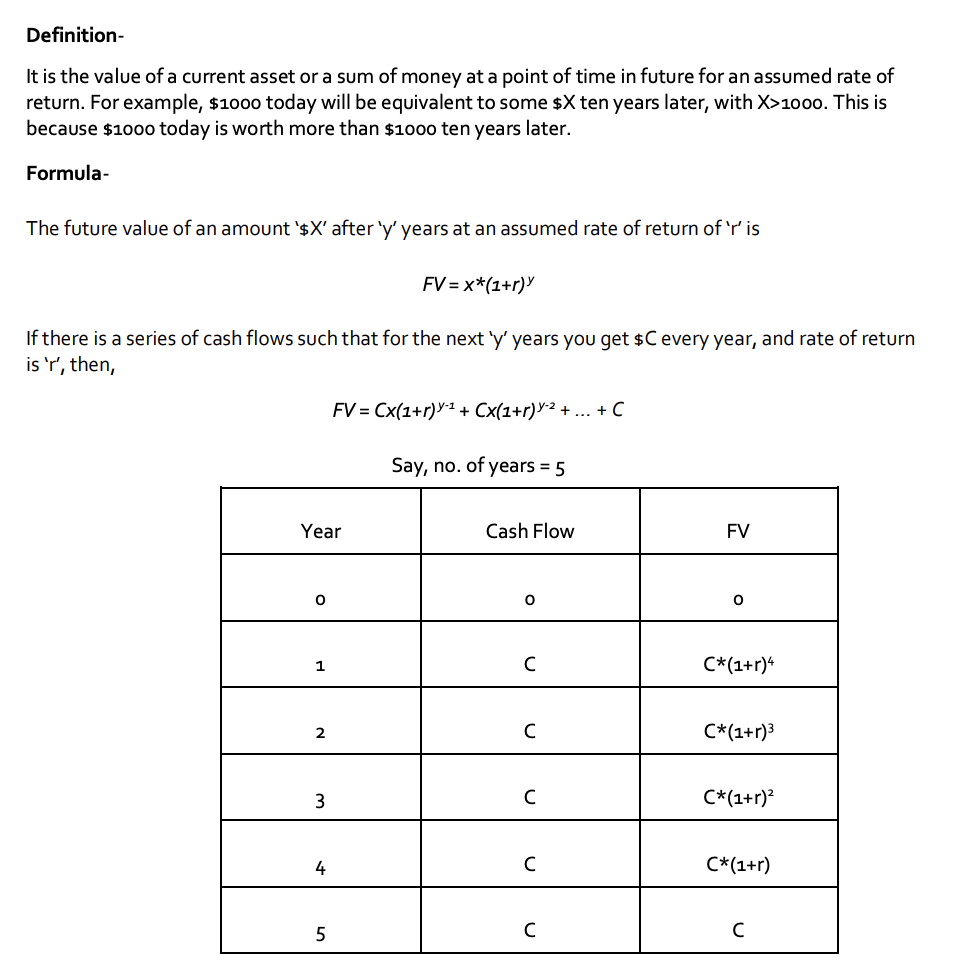 Definition-
It is the value of a current asset or a sum of money at a point of time in future for an assumed rate of
return. For example, $1000 today will be equivalent to some $X ten years later, with X>1000. This is
because $1000 today is worth more than $1000 ten years later.
Formula-
The future value of an amount '$X' after 'y' years at an assumed rate of return of 'r' is
FV = x*(1+r)ʸ
If there is a series of cash flows such that for the next 'y' years you get $C every year, and rate of return
is 'r', then,
FV = Cx(1+r)ʸ⁻¹ + Cx(1+r)ʸ⁻² + ... + C
Say, no. of years = 5
Year Cash Flow FV
0 0 0
1 C C*(1+r)⁴
2 C C*(1+r)³
3 C C*(1+r)²
4 C C*(1+r)
5 C C